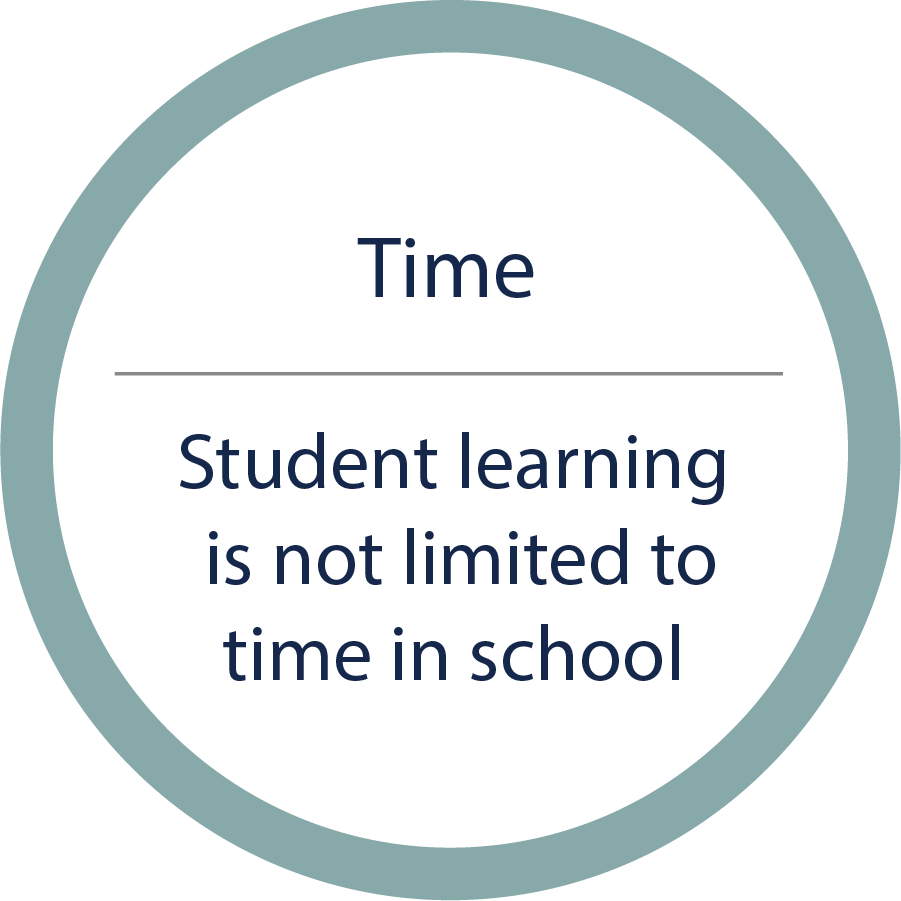 Time
Student learning
is not limited to
time in school